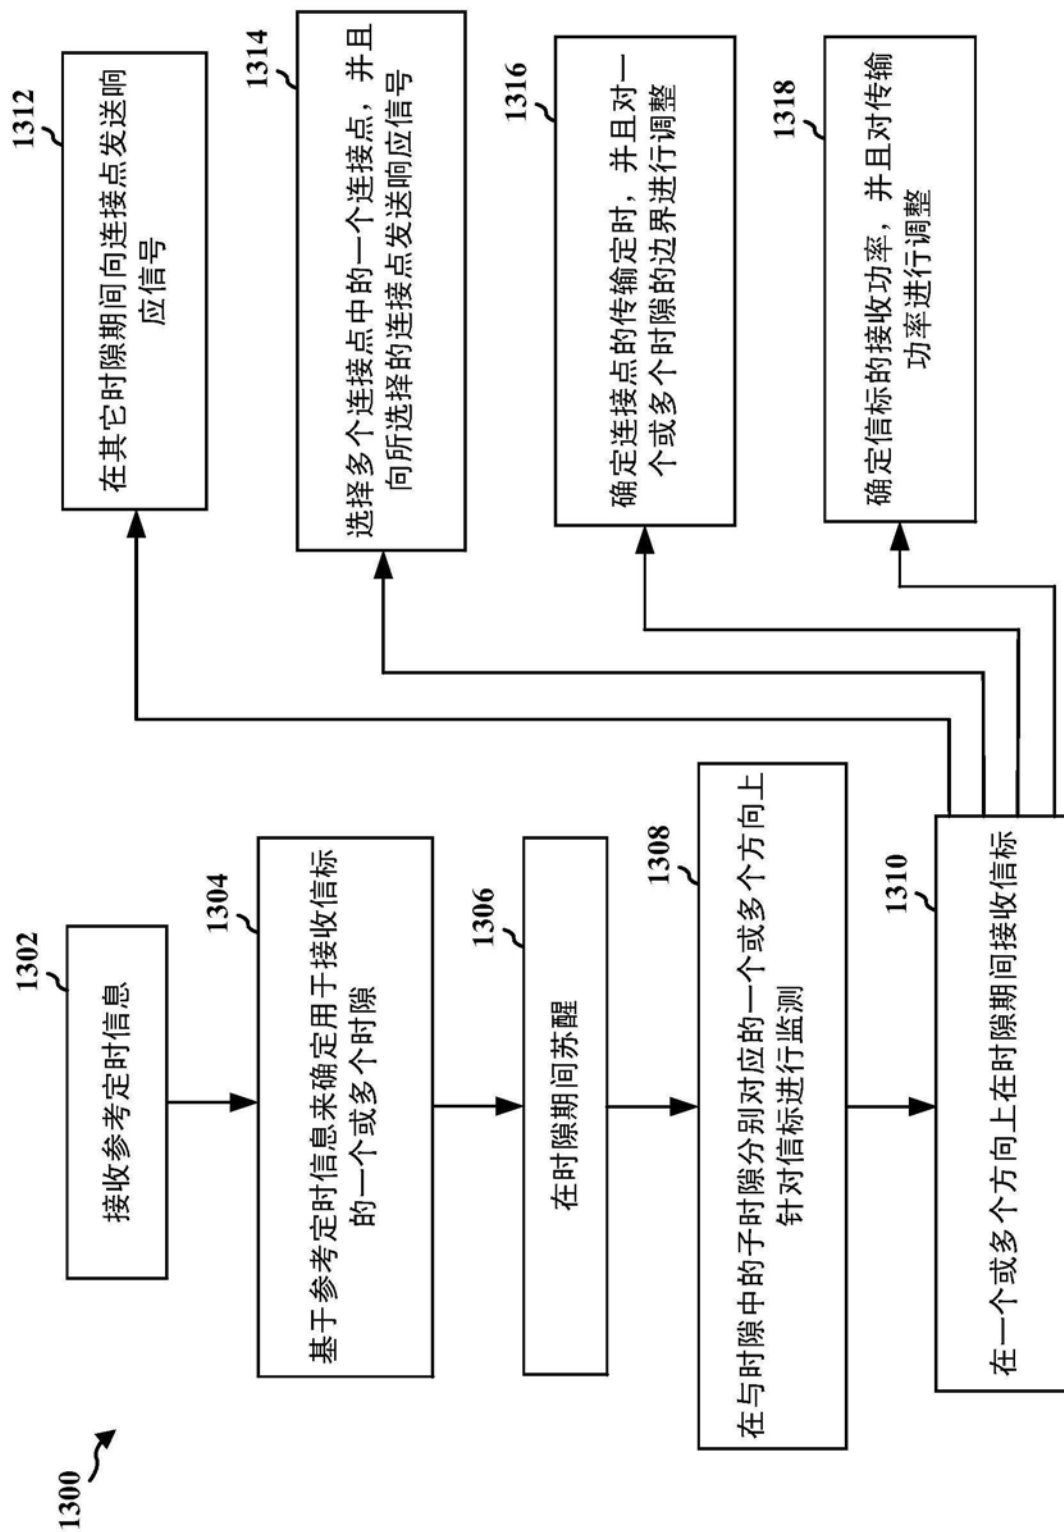 1300
1302
接收参考定时信息
1304
基于参考定时信息来确定用于接收信标
的一个或多个时隙
1306
在时隙期间苏醒
1308
在与时隙中的子时隙分别对应的一个或多个方向上
针对信标进行监测
1310
在一个或多个方向上在时隙期间接收信标
1312
在其它时隙期间向连接点发送响
应信号
1314
选择多个连接点中的一个连接点，并且
向所选择的连接点发送响应信号
1316
确定连接点的传输定时，并且对一
个或多个时隙的边界进行调整
1318
确定信标的接收功率，并且对传输
功率进行调整